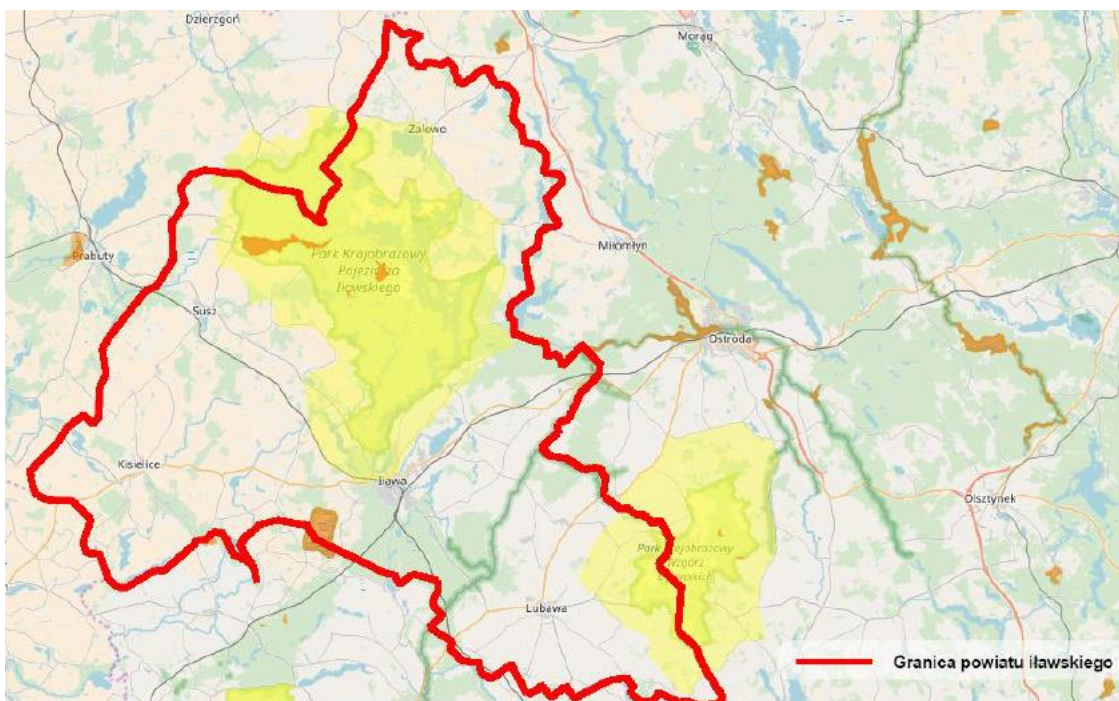 Dzierzgoń
Morąg
Zalewo
Miłomłyn
Prabuty
Park Krajobrazowy
Pojezierza
Iławskiego
Susz
Ostróda
Kisielice
Iława
Olsztynek
Park Krajobrazowy
Wzgórz
Lubawa
Granica powiatu iławskiego